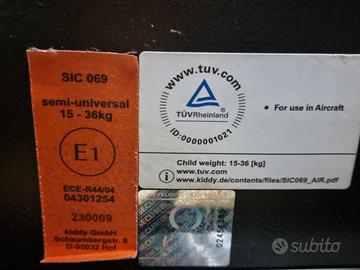 SIC 069
semi-universal
15 - 36kg
E1
ECE-R44/04
04301254
230009
kiddy GmbH
Schaumbergstr. 8
D-95032 Hof
www.tuv.com
TÜVRheinland
ID:0000001021
• For use in Aircraft
Child weight: 15-36 [kg]
www.tuv.com
www.kiddy.de/contents/files/SIC069_AIR.pdf
subito